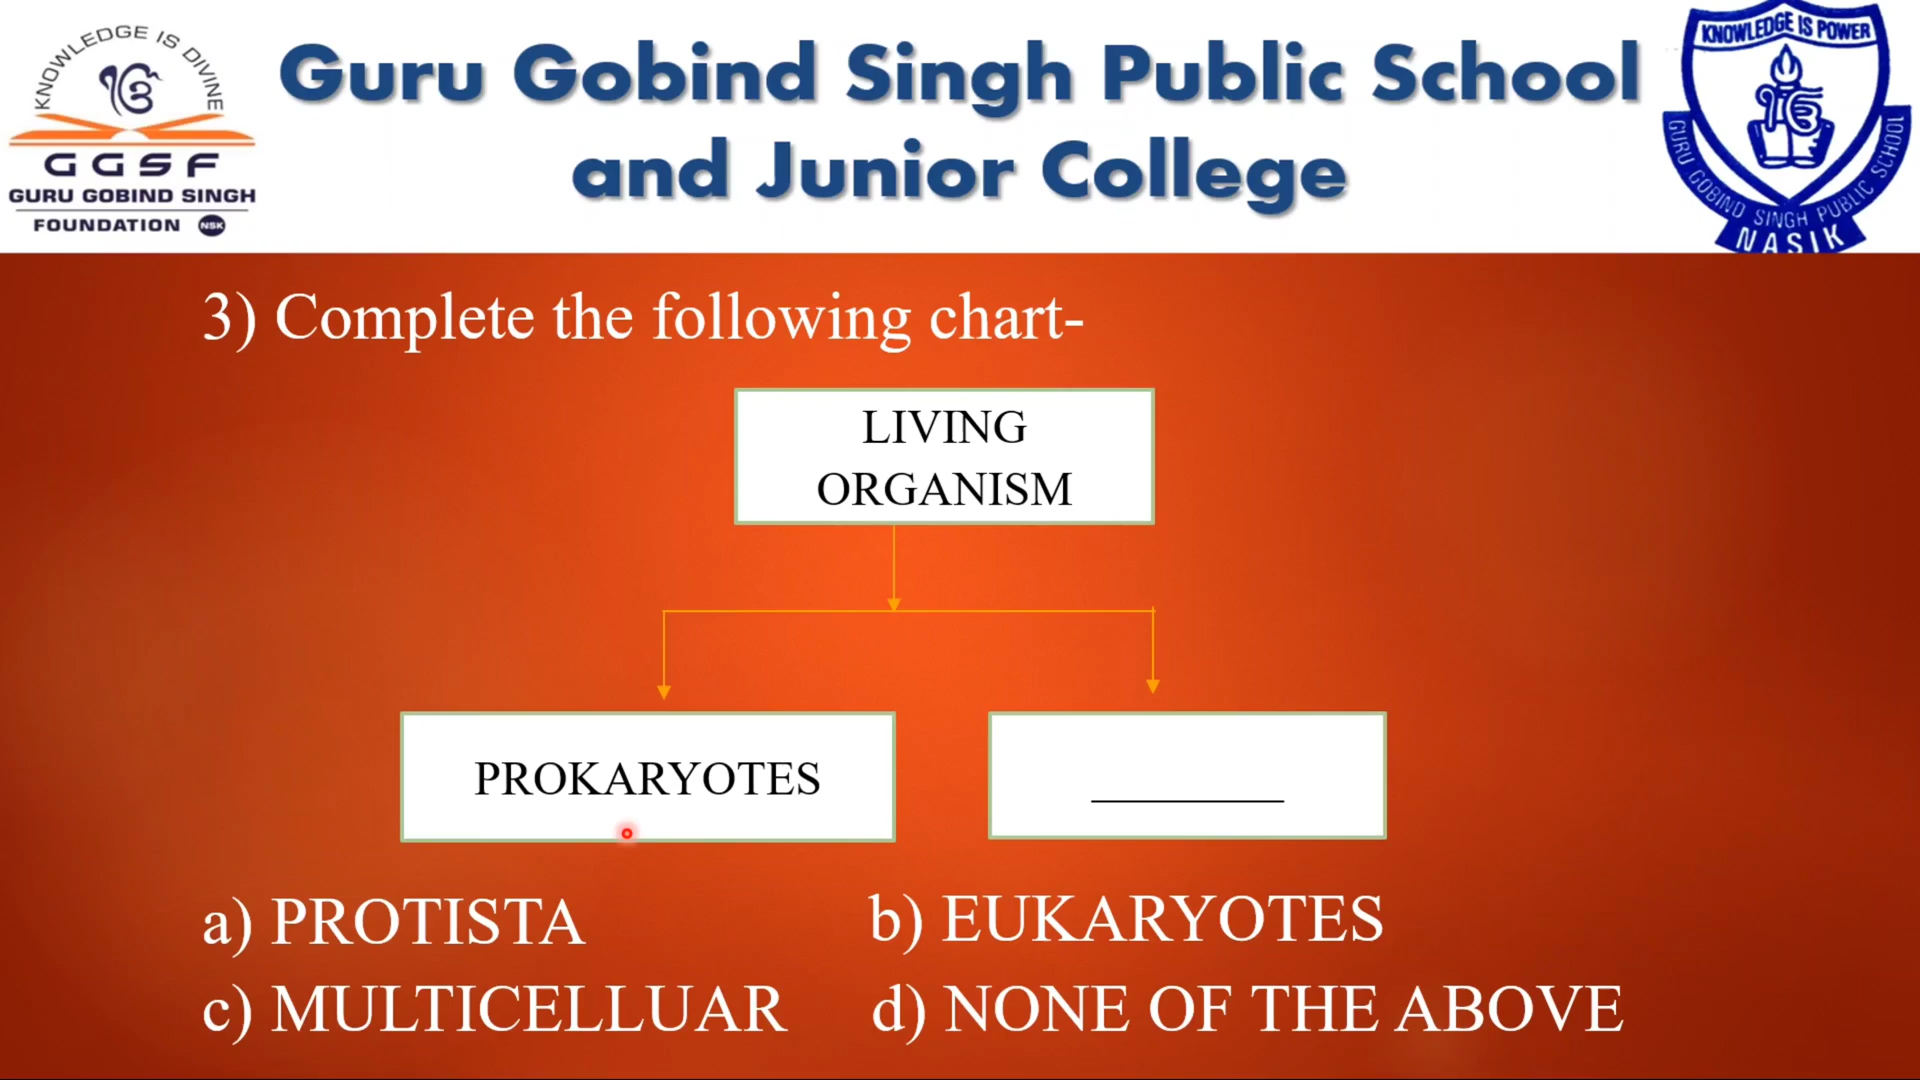 KNOWLEDGE IS DIVINE
GGSF
GURU GOBIND SINGH
FOUNDATION NSK
Guru Gobind Singh Public School
and Junior College
KNOWLEDGE IS POWER
GURU GOBIND SINGH PUBLIC SCHOOL
NASIK
3) Complete the following chart-
LIVING
ORGANISM
PROKARYOTES
__________
a) PROTISTA
b) EUKARYOTES
c) MULTICELLUAR
d) NONE OF THE ABOVE